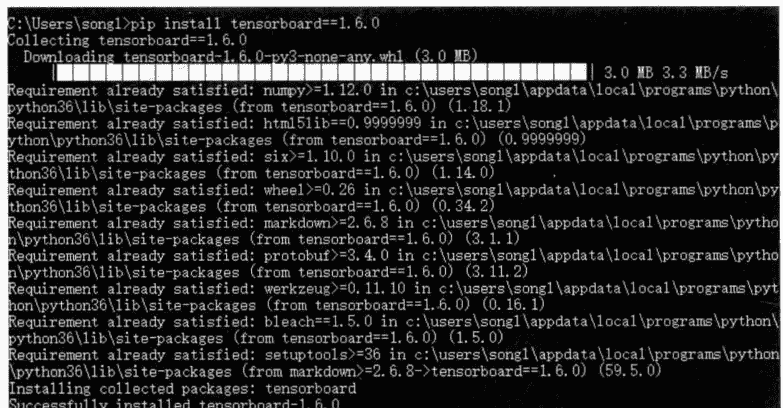 C:\Users\song1>pip install tensorboard==1.6.0
Collecting tensorboard==1.6.0
  Downloading tensorboard-1.6.0-py3-none-any.whl (3.0 MB)
     |████████████████████████████████| 3.0 MB 3.3 MB/s
Requirement already satisfied: numpy>=1.12.0 in c:\users\song1\appdata\local\programs\python\
python36\lib\site-packages (from tensorboard==1.6.0) (1.18.1)
Requirement already satisfied: html5lib==0.9999999 in c:\users\song1\appdata\local\programs\p
ython\python36\lib\site-packages (from tensorboard==1.6.0) (0.9999999)
Requirement already satisfied: six>=1.10.0 in c:\users\song1\appdata\local\programs\python\py
thon36\lib\site-packages (from tensorboard==1.6.0) (1.14.0)
Requirement already satisfied: wheel>=0.26 in c:\users\song1\appdata\local\programs\python\py
thon36\lib\site-packages (from tensorboard==1.6.0) (0.34.2)
Requirement already satisfied: markdown>=2.6.8 in c:\users\song1\appdata\local\programs\pytho
n\python36\lib\site-packages (from tensorboard==1.6.0) (3.1.1)
Requirement already satisfied: protobuf>=3.4.0 in c:\users\song1\appdata\local\programs\pytho
n\python36\lib\site-packages (from tensorboard==1.6.0) (3.11.2)
Requirement already satisfied: werkzeug>=0.11.10 in c:\users\song1\appdata\local\programs\pyt
hon\python36\lib\site-packages (from tensorboard==1.6.0) (0.16.1)
Requirement already satisfied: bleach==1.5.0 in c:\users\song1\appdata\local\programs\python\
python36\lib\site-packages (from tensorboard==1.6.0) (1.5.0)
Requirement already satisfied: setuptools>=36 in c:\users\song1\appdata\local\programs\python
\python36\lib\site-packages (from markdown>=2.6.8->tensorboard==1.6.0) (59.5.0)
Installing collected packages: tensorboard
Successfully installed tensorboard-1.6.0